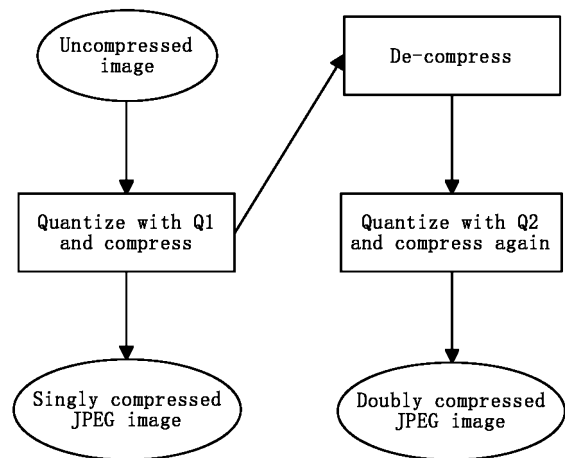 Uncompressed
image
Quantize with Q1
and compress
Singly compressed
JPEG image
De-compress
Quantize with Q2
and compress again
Doubly compressed
JPEG image